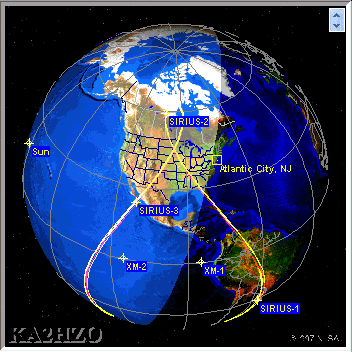 SIRIUS-2
Sun
Atlantic City, NJ
SIRIUS-3
XM-2
XM-1
SIRIUS-1
KA2HZO